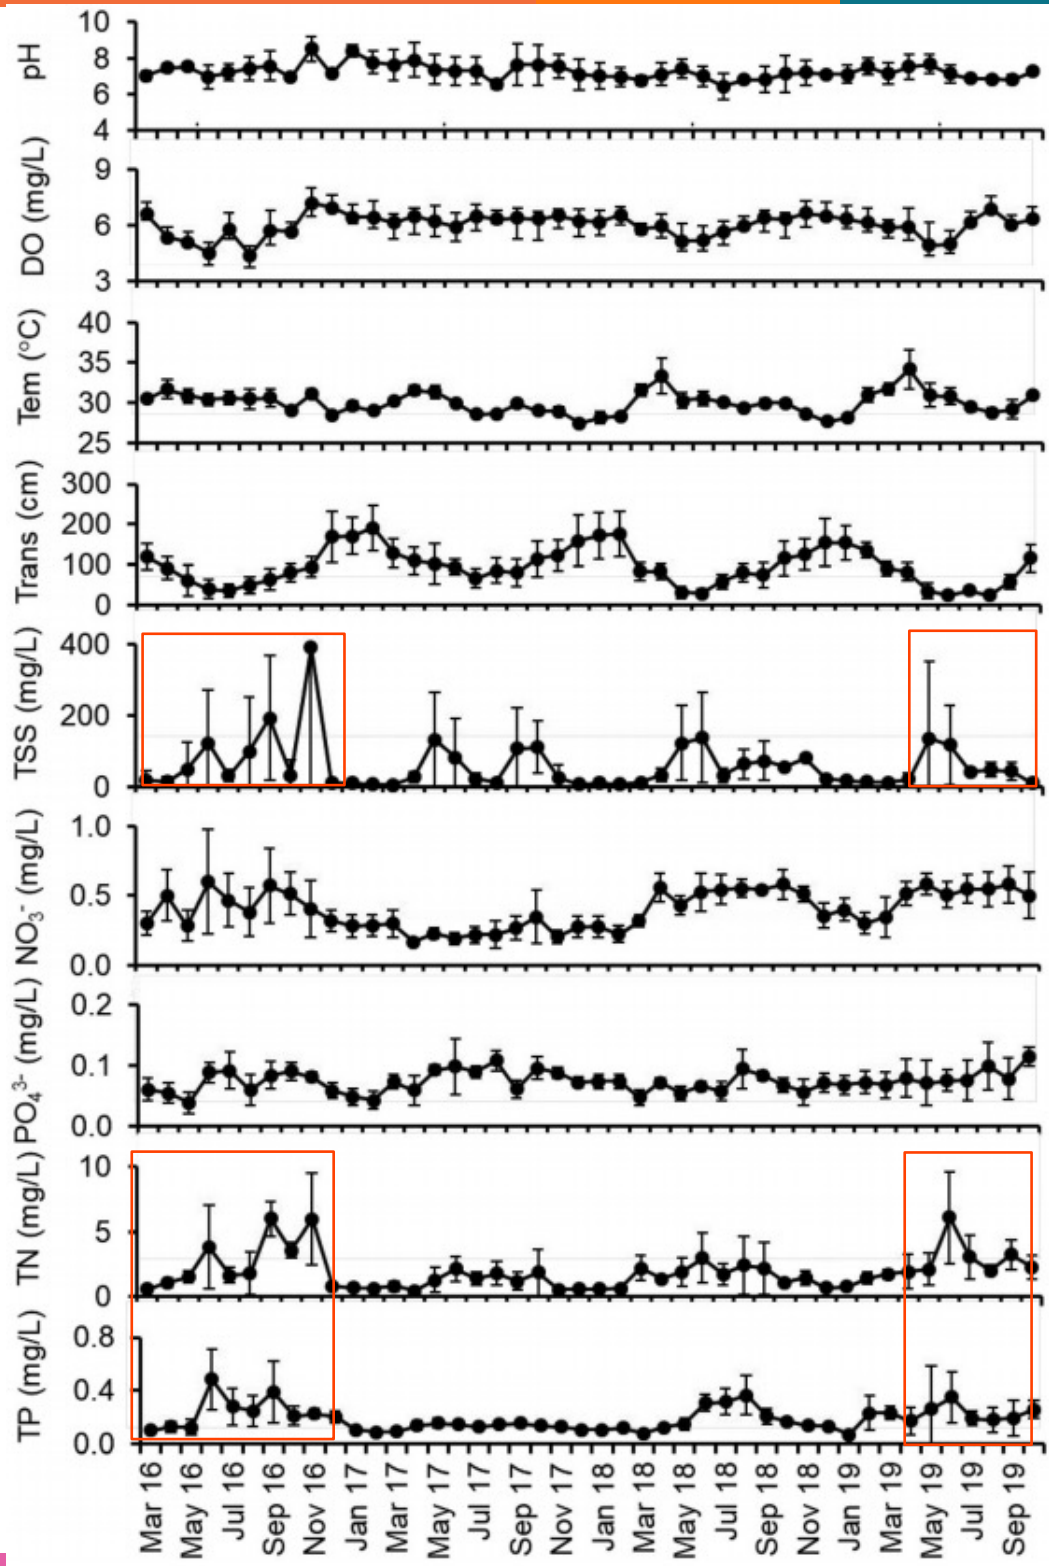 pH
10
8
6
4
DO (mg/L)
9
6
3
Tem (°C)
40
35
30
25
Trans (cm)
300
200
100
0
TSS (mg/L)
400
200
0
NO₃⁻ (mg/L)
1.0
0.5
0.0
PO₄³⁻ (mg/L)
0.2
0.1
0.0
TN (mg/L)
10
5
0
TP (mg/L)
0.8
0.4
0.0
Mar 16
May 16
Jul 16
Sep 16
Nov 16
Jan 17
Mar 17
May 17
Jul 17
Sep 17
Nov 17
Jan 18
Mar 18
May 18
Jul 18
Sep 18
Nov 18
Jan 19
Mar 19
May 19
Jul 19
Sep 19